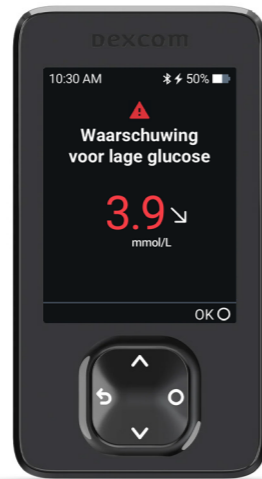 Dexcom
10:30 AM 50%
Waarschuwing
voor lage glucose
3.9
mmol/L
OK